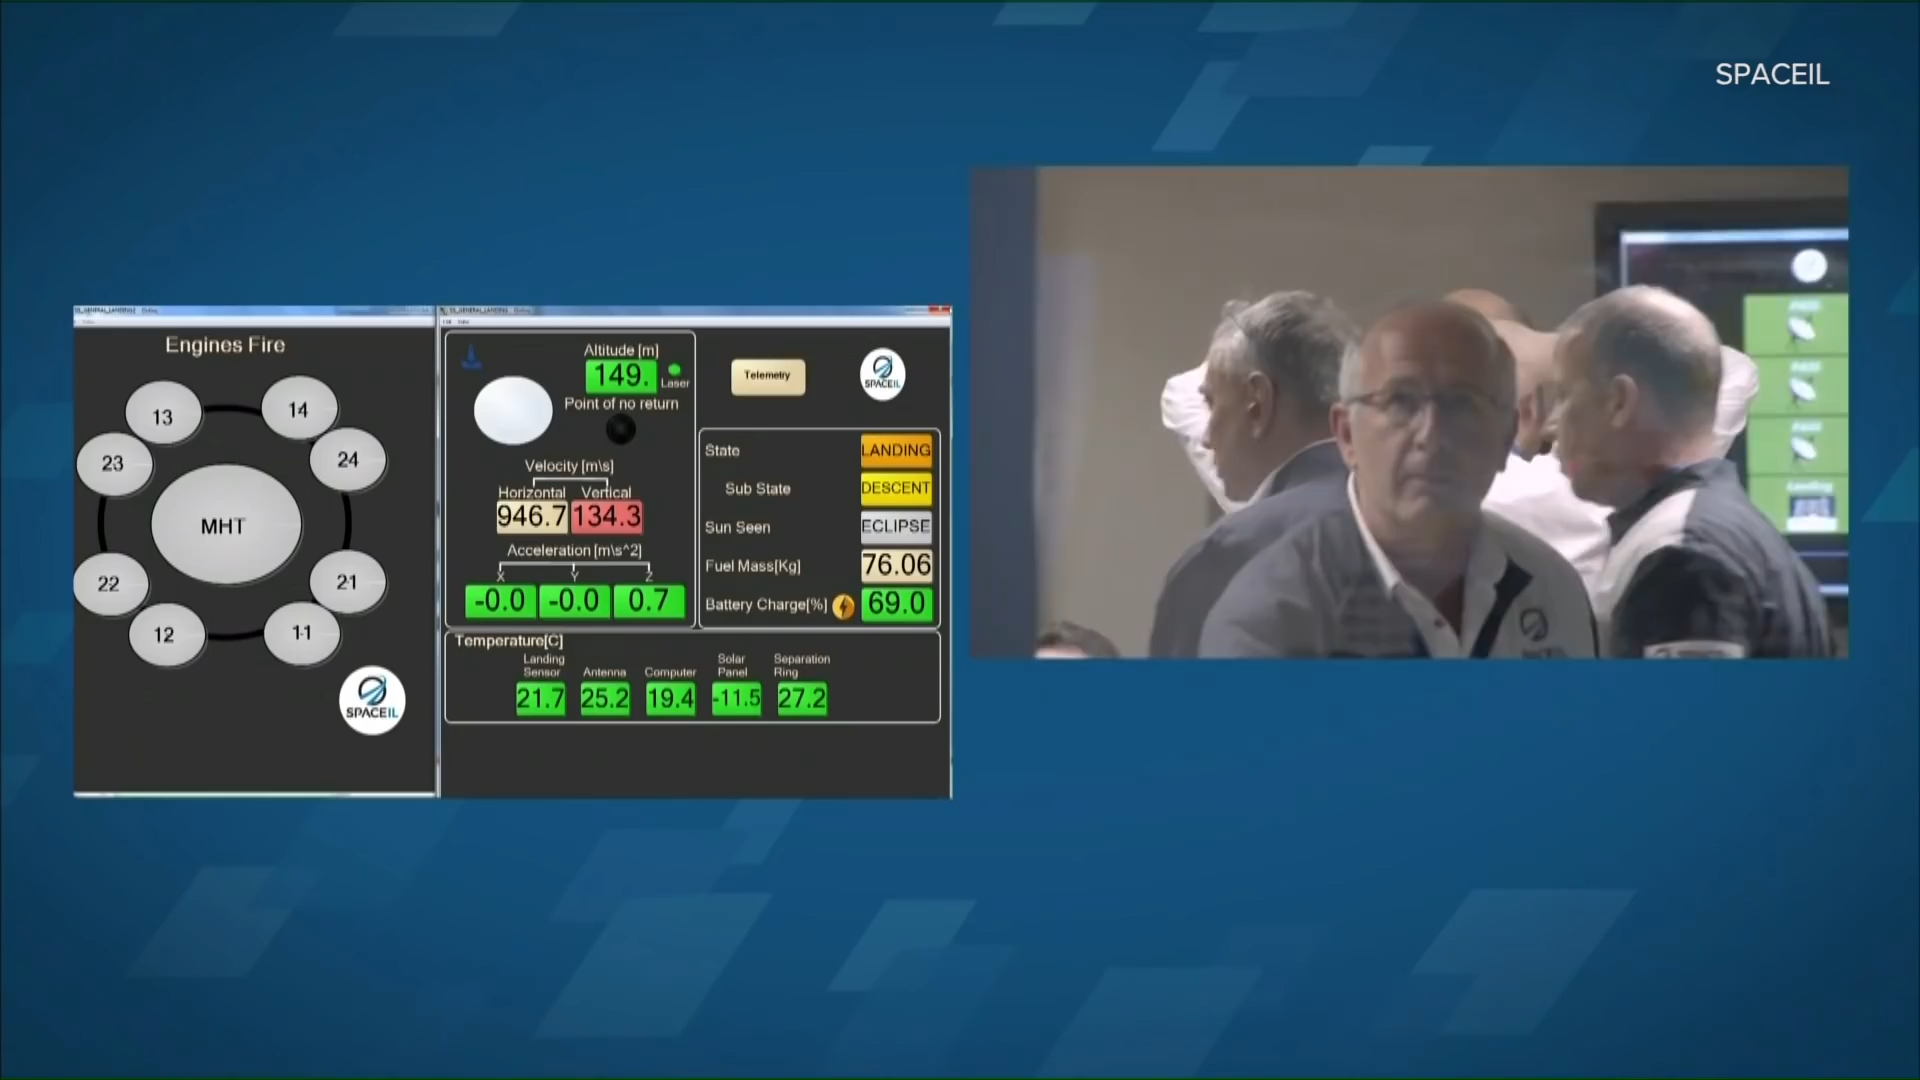 SPACEIL
Engines Fire
13
14
23
24
MHT
22
21
12
11
SPACEIL
Altitude [m]
149.
Laser
Point of no return
Velocity [m\s]
Horizontal Vertical
946.7 134.3
Acceleration [m\s^2]
X Y Z
-0.0 -0.0 0.7
Telemetry
SPACEIL
State LANDING
Sub State DESCENT
Sun Seen ECLIPSE
Fuel Mass[Kg] 76.06
Battery Charge[%] 69.0
Temperature[C]
Landing Sensor
Antenna
Computer
Solar Panel
Separation Ring
21.7 25.2 19.4 -11.5 27.2